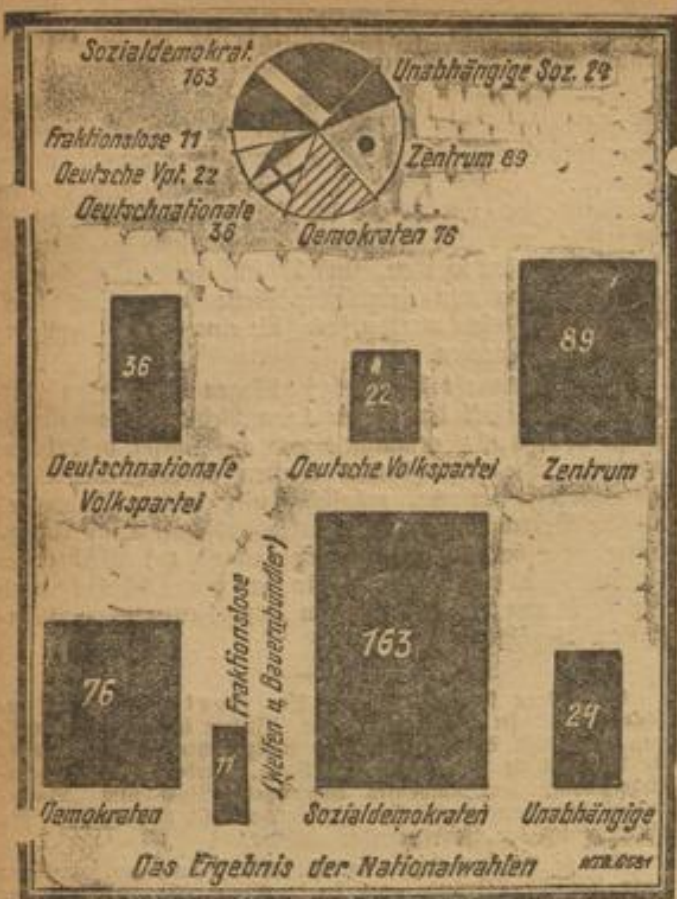 Sozialdemokrat.
163
Unabhängige Soz. 24
Fraktionslose 11
Deutsche Vpt. 22
Zentrum 89
Deutschnationale
36
Demokraten 76
36
22
89
Deutschnationale
Volkspartei
Deutsche Volkspartei
Zentrum
76
11
Fraktionslose
(Welfen u. Bauernbündler)
163
24
Demokraten
Sozialdemokraten
Unabhängige
Das Ergebnis der Nationalwahlen